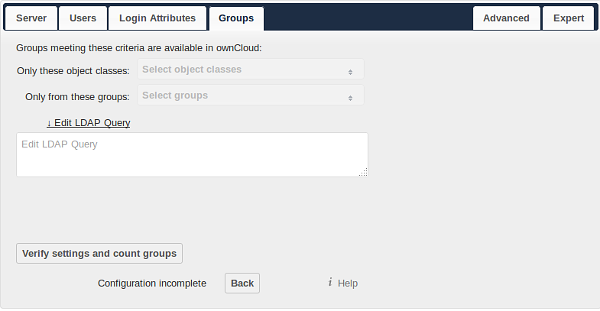 Server Users Login Attributes Groups Advanced Expert
Groups meeting these criteria are available in ownCloud:
Only these object classes: Select object classes
Only from these groups: Select groups
↓ Edit LDAP Query
Edit LDAP Query
Verify settings and count groups
Configuration incomplete Back i Help